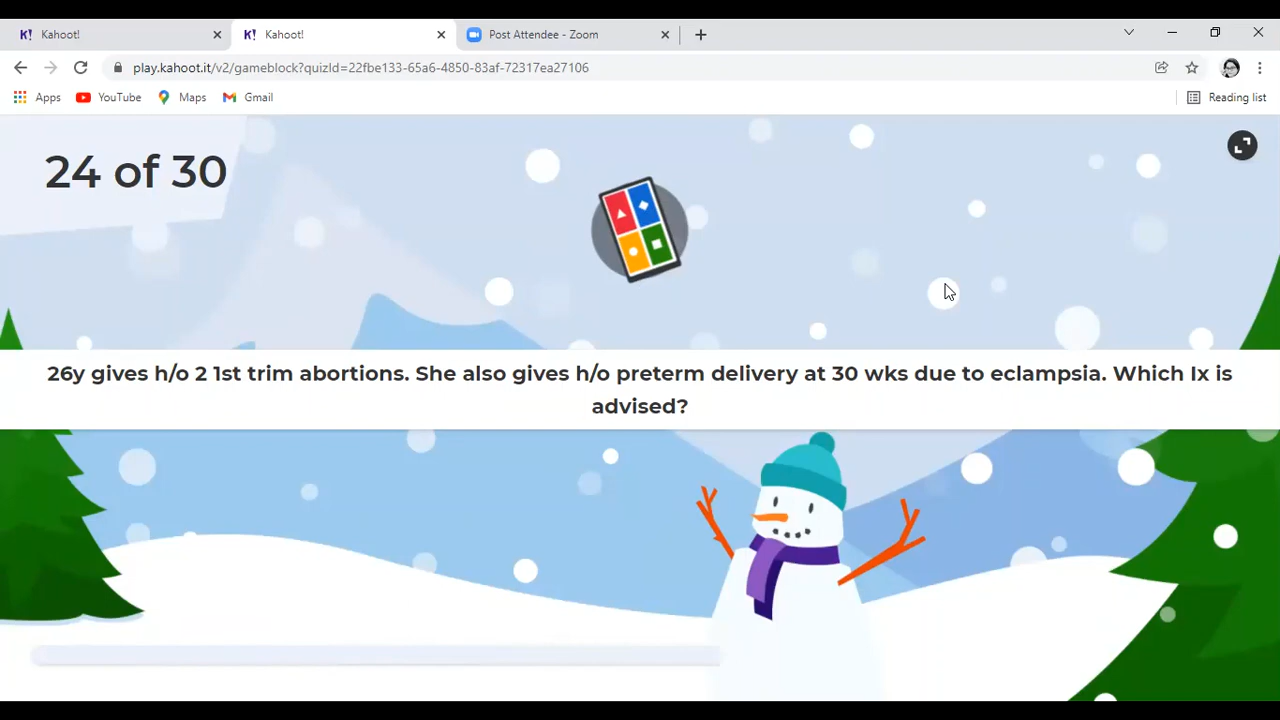 Kahoot!
Kahoot!
Post Attendee - Zoom
play.kahoot.it/v2/gameblock?quizId=22fbe133-65a6-4850-83af-72317ea27106
Apps
YouTube
Maps
Gmail
Reading list
24 of 30
26y gives h/o 2 1st trim abortions. She also gives h/o preterm delivery at 30 wks due to eclampsia. Which Ix is
advised?